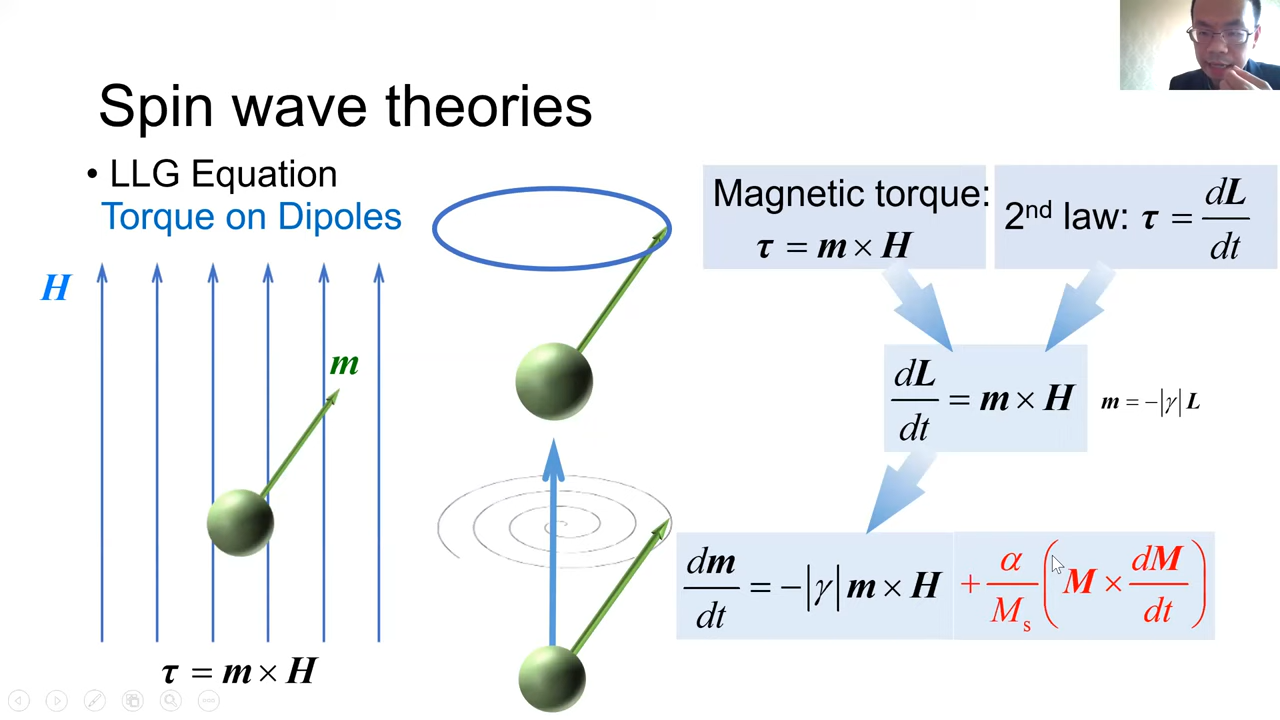 Spin wave theories
• LLG Equation
Torque on Dipoles
H
m
τ = m × H
Magnetic torque:
τ = m × H
2nd law: τ = dL/dt
dL/dt = m × H
m = −|γ| L
dm/dt = −|γ| m × H + α/Ms (M × dM/dt)